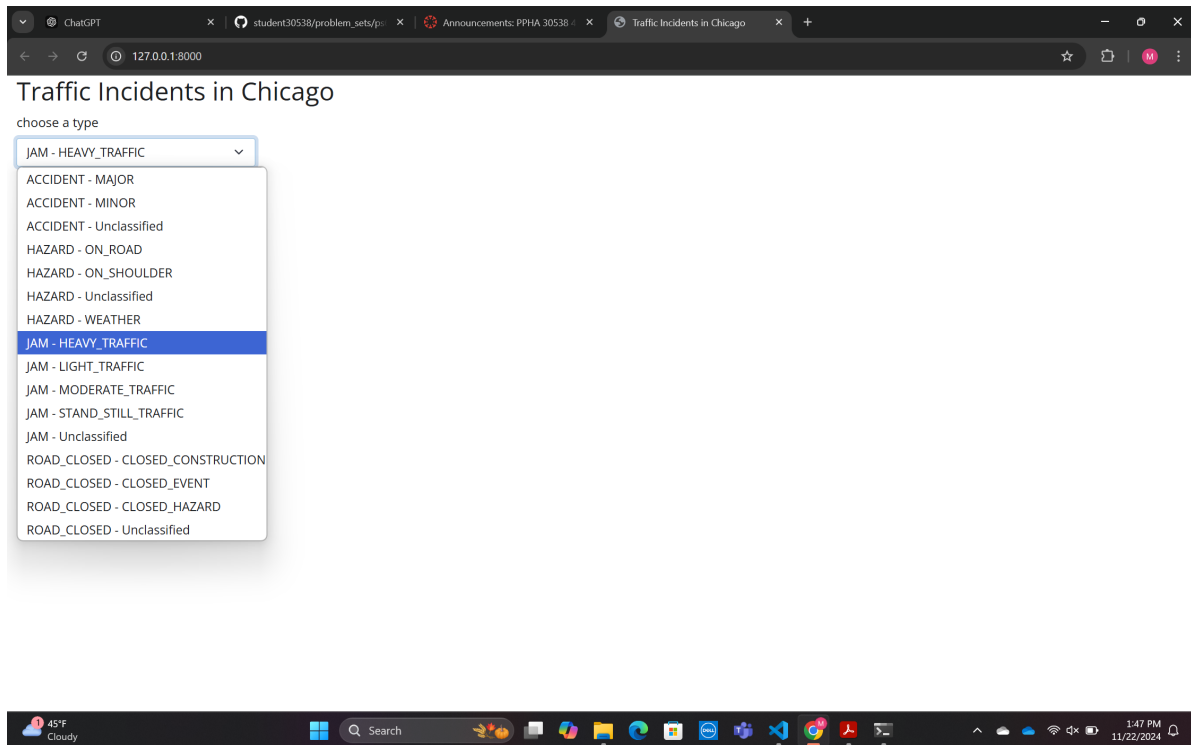 ChatGPT
student30538/problem_sets/ps
Announcements: PPHA 30538 4
Traffic Incidents in Chicago
127.0.0.1:8000
M
Traffic Incidents in Chicago
choose a type
JAM - HEAVY_TRAFFIC
ACCIDENT - MAJOR
ACCIDENT - MINOR
ACCIDENT - Unclassified
HAZARD - ON_ROAD
HAZARD - ON_SHOULDER
HAZARD - Unclassified
HAZARD - WEATHER
JAM - HEAVY_TRAFFIC
JAM - LIGHT_TRAFFIC
JAM - MODERATE_TRAFFIC
JAM - STAND_STILL_TRAFFIC
JAM - Unclassified
ROAD_CLOSED - CLOSED_CONSTRUCTION
ROAD_CLOSED - CLOSED_EVENT
ROAD_CLOSED - CLOSED_HAZARD
ROAD_CLOSED - Unclassified
1
45°F
Cloudy
Search
DELL
M
1:47 PM
11/22/2024